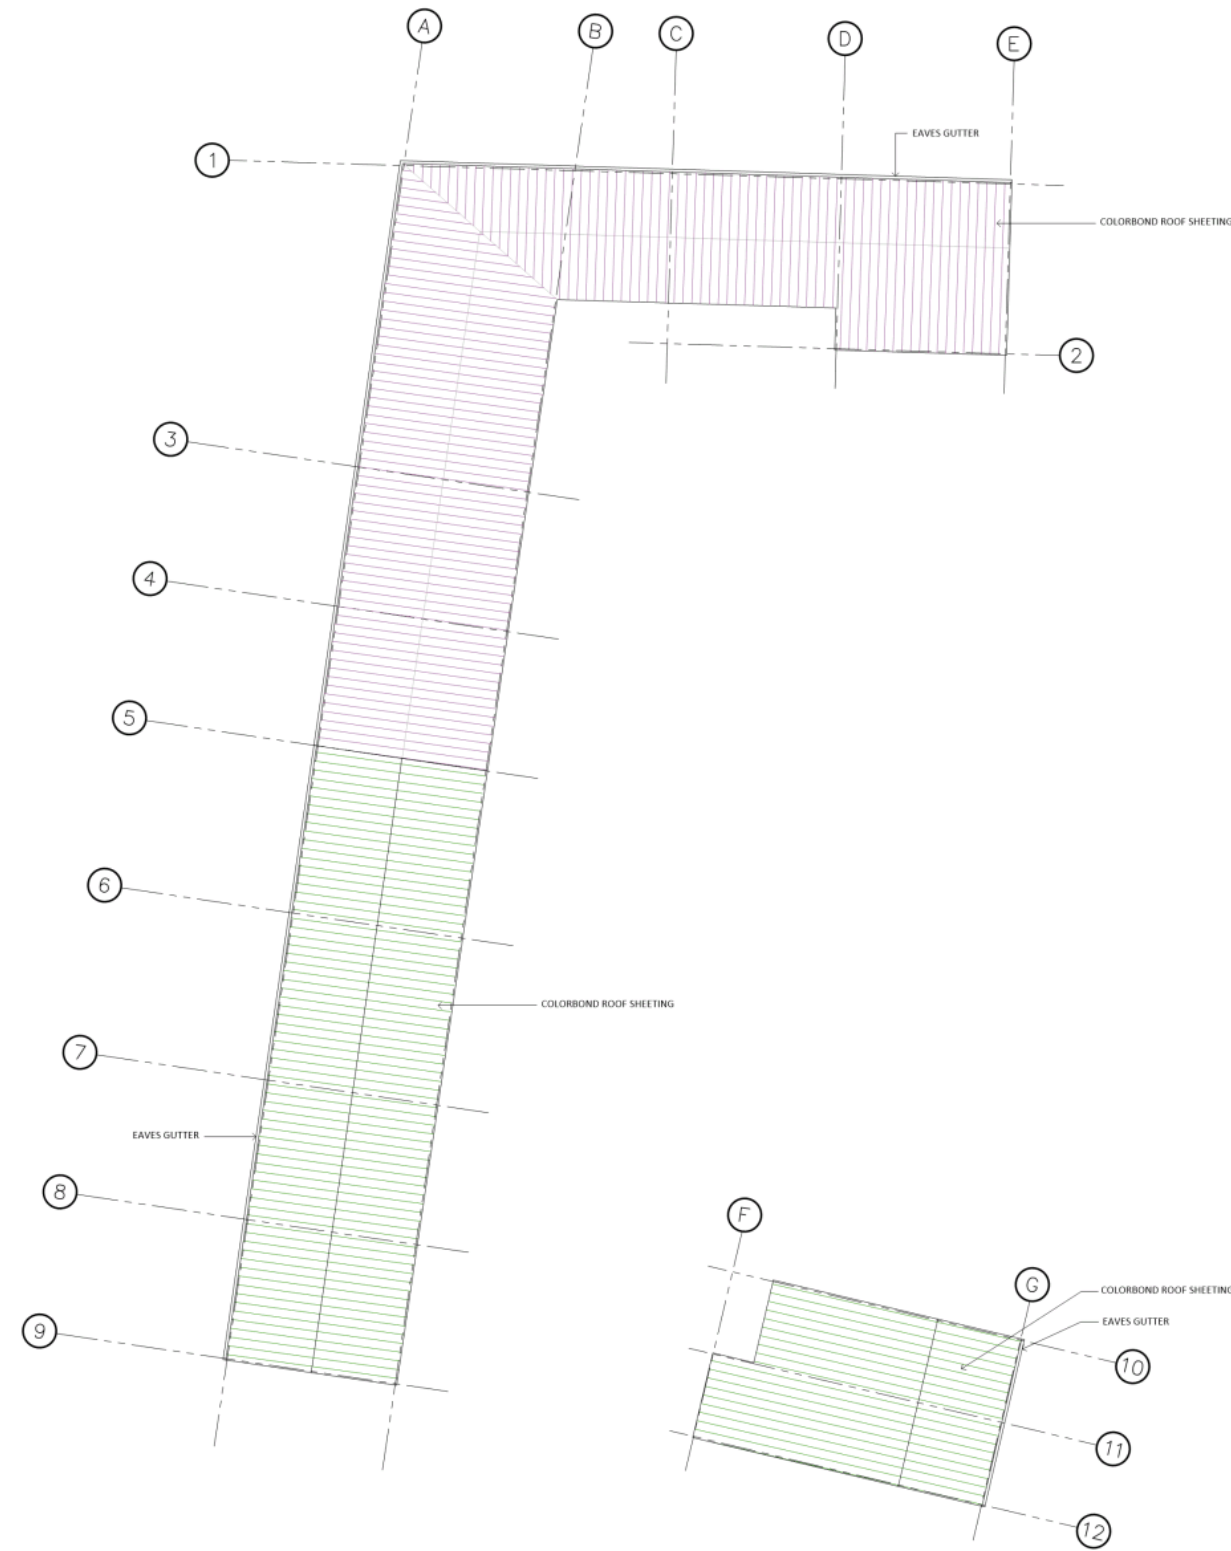 A
B
C
D
E
EAVES GUTTER
1
COLORBOND ROOF SHEETING
2
3
4
5
6
COLORBOND ROOF SHEETING
7
EAVES GUTTER
8
F
G
COLORBOND ROOF SHEETING
EAVES GUTTER
9
10
11
12